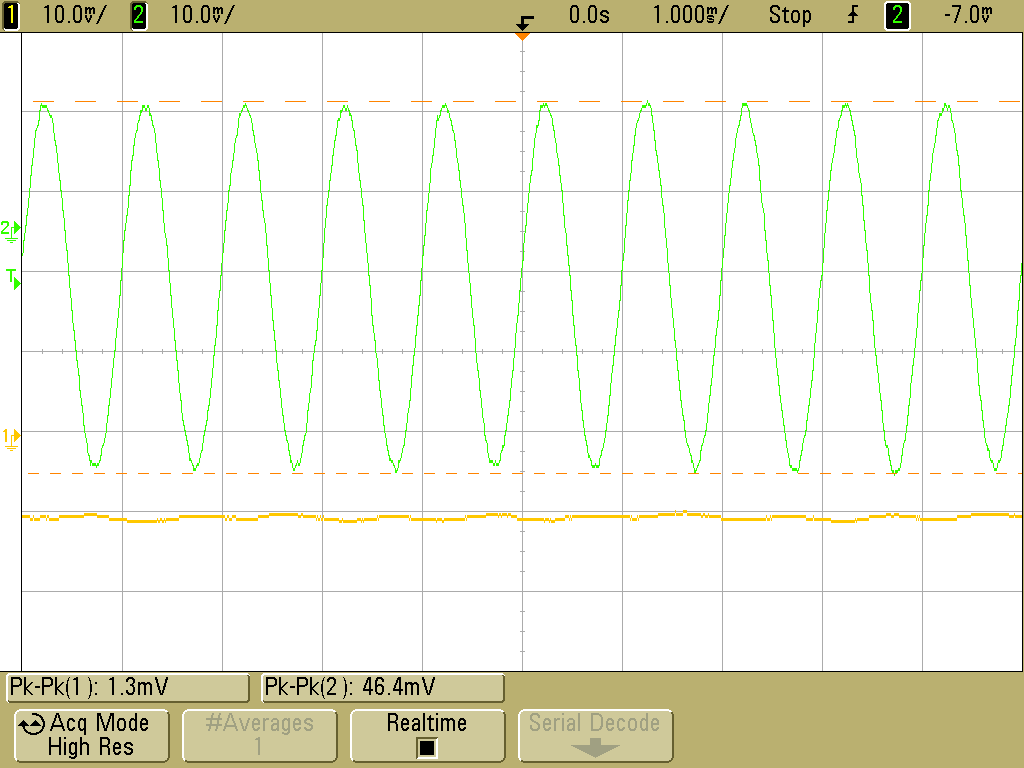 1 10.0mV/ 2 10.0mV/ 0.0s 1.000ms/ Stop 2 -7.0mV
2
T
1
Pk-Pk(1): 1.3mV Pk-Pk(2): 46.4mV
Acq Mode #Averages Realtime Serial Decode
High Res 1